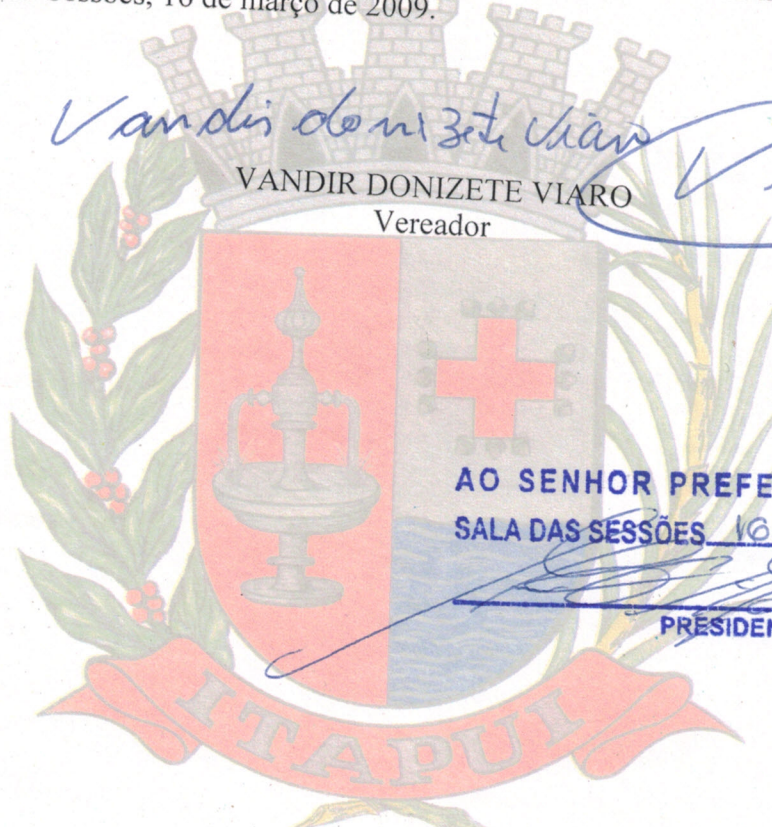 Sessões, 16 de março de 2009.
Vandir donizete Viaro
VANDIR DONIZETE VIARO
Vereador
AO SENHOR PREFE
SALA DAS SESSÕES 16
PRESIDEN
ITAPUI